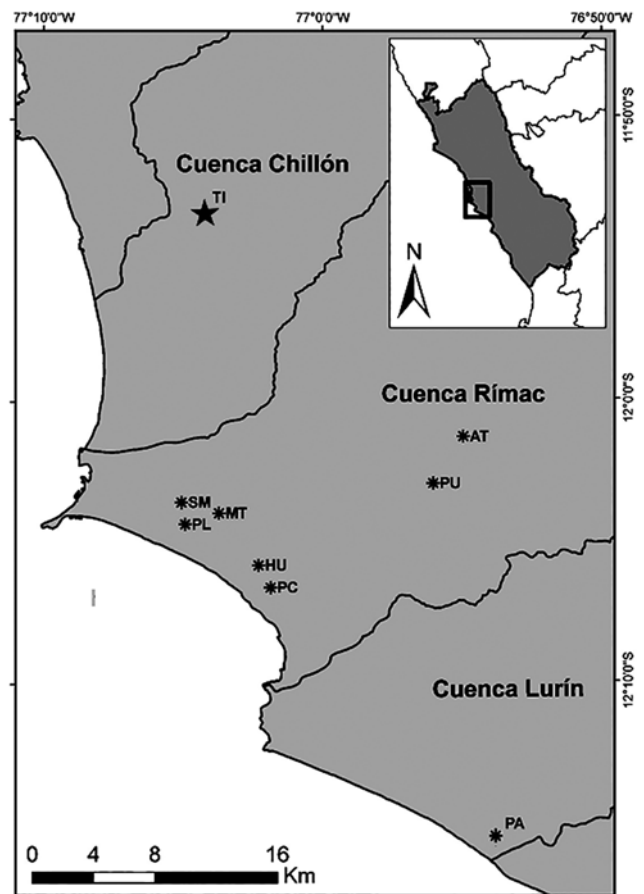 77°10'0"W
77°0'0"W
76°50'0"W
11°50'0"S
N
Cuenca Chillón
TI
Cuenca Rímac
12°0'0"S
AT
PU
SM
MT
PL
HU
PC
12°10'0"S
Cuenca Lurín
PA
0 4 8 16
Km